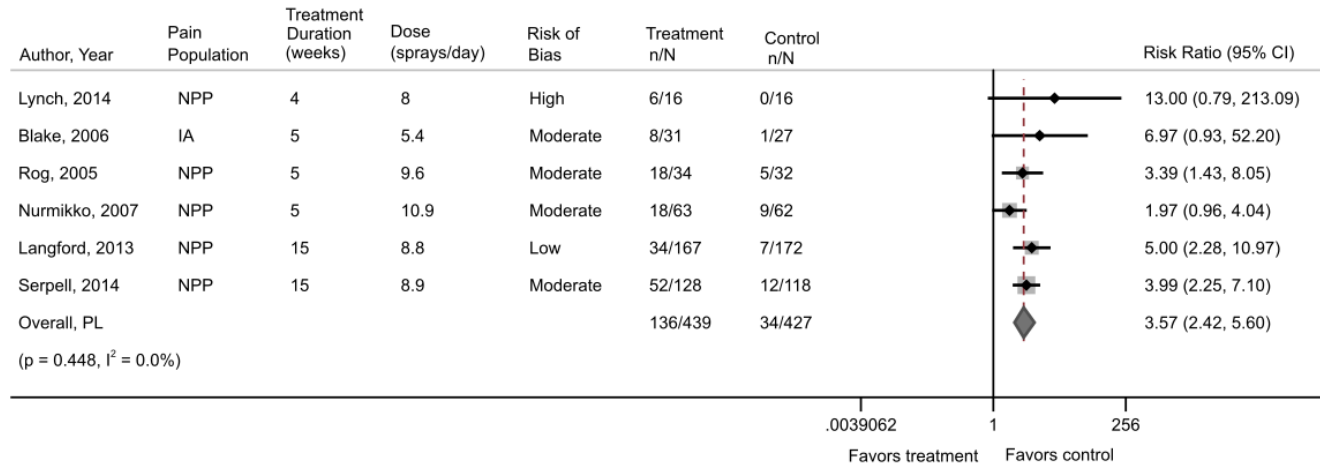 Author, Year Pain Population Treatment Duration (weeks) Dose (sprays/day) Risk of Bias Treatment n/N Control n/N Risk Ratio (95% CI)
Lynch, 2014 NPP 4 8 High 6/16 0/16 13.00 (0.79, 213.09)
Blake, 2006 IA 5 5.4 Moderate 8/31 1/27 6.97 (0.93, 52.20)
Rog, 2005 NPP 5 9.6 Moderate 18/34 5/32 3.39 (1.43, 8.05)
Nurmikko, 2007 NPP 5 10.9 Moderate 18/63 9/62 1.97 (0.96, 4.04)
Langford, 2013 NPP 15 8.8 Low 34/167 7/172 5.00 (2.28, 10.97)
Serpell, 2014 NPP 15 8.9 Moderate 52/128 12/118 3.99 (2.25, 7.10)
Overall, PL 136/439 34/427 3.57 (2.42, 5.60)
(p = 0.448, I² = 0.0%)
.0039062 1 256
Favors treatment Favors control